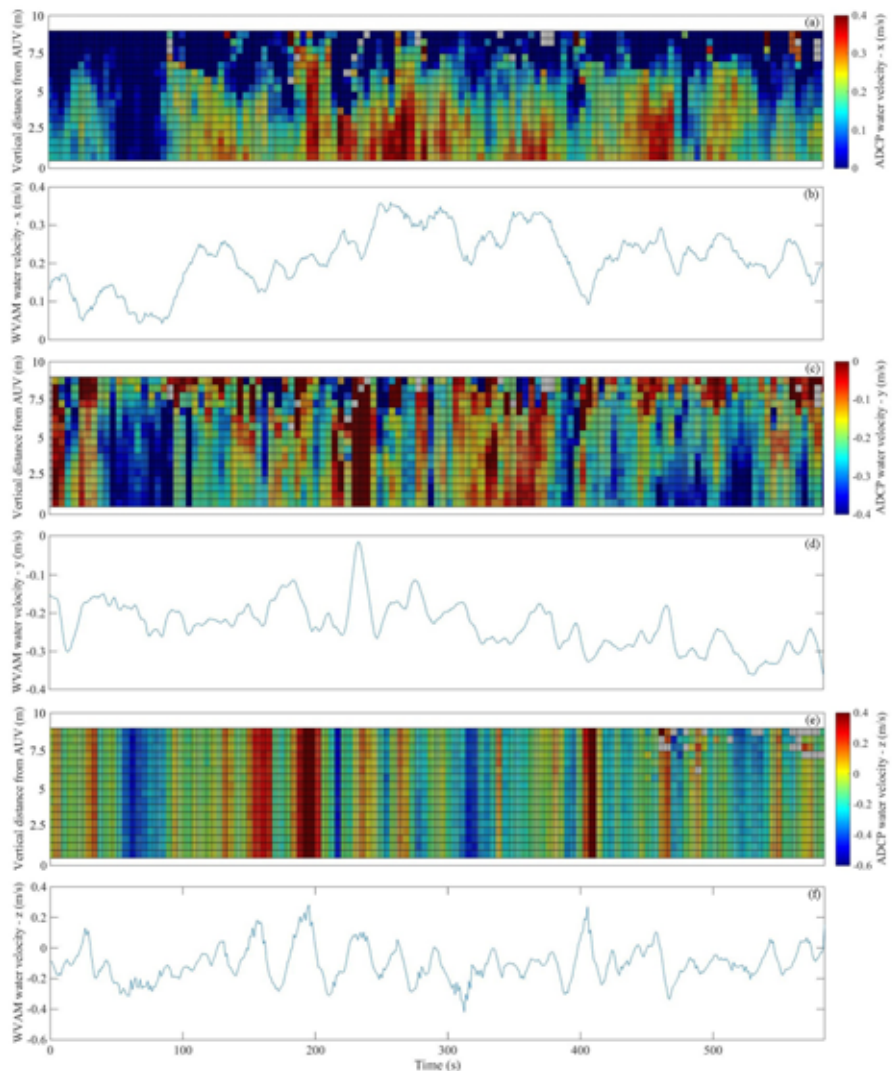 (a)
Vertical distance from AUV (m)
10
7.5
5
2.5
0
0.4
0.3
0.2
0.1
0
ADCP water velocity - x (m/s)
(b)
WVAM water velocity - x (m/s)
0.4
0.3
0.2
0.1
0
(c)
Vertical distance from AUV (m)
10
7.5
5
2.5
0
0
-0.1
-0.2
-0.3
-0.4
ADCP water velocity - y (m/s)
(d)
WVAM water velocity - y (m/s)
0
-0.1
-0.2
-0.3
-0.4
(e)
Vertical distance from AUV (m)
10
7.5
5
2.5
0
0.4
0.2
0
-0.2
-0.4
-0.6
ADCP water velocity - z (m/s)
(f)
WVAM water velocity - z (m/s)
0.4
0.2
0
-0.2
-0.4
-0.6
0 100 200 300 400 500
Time (s)